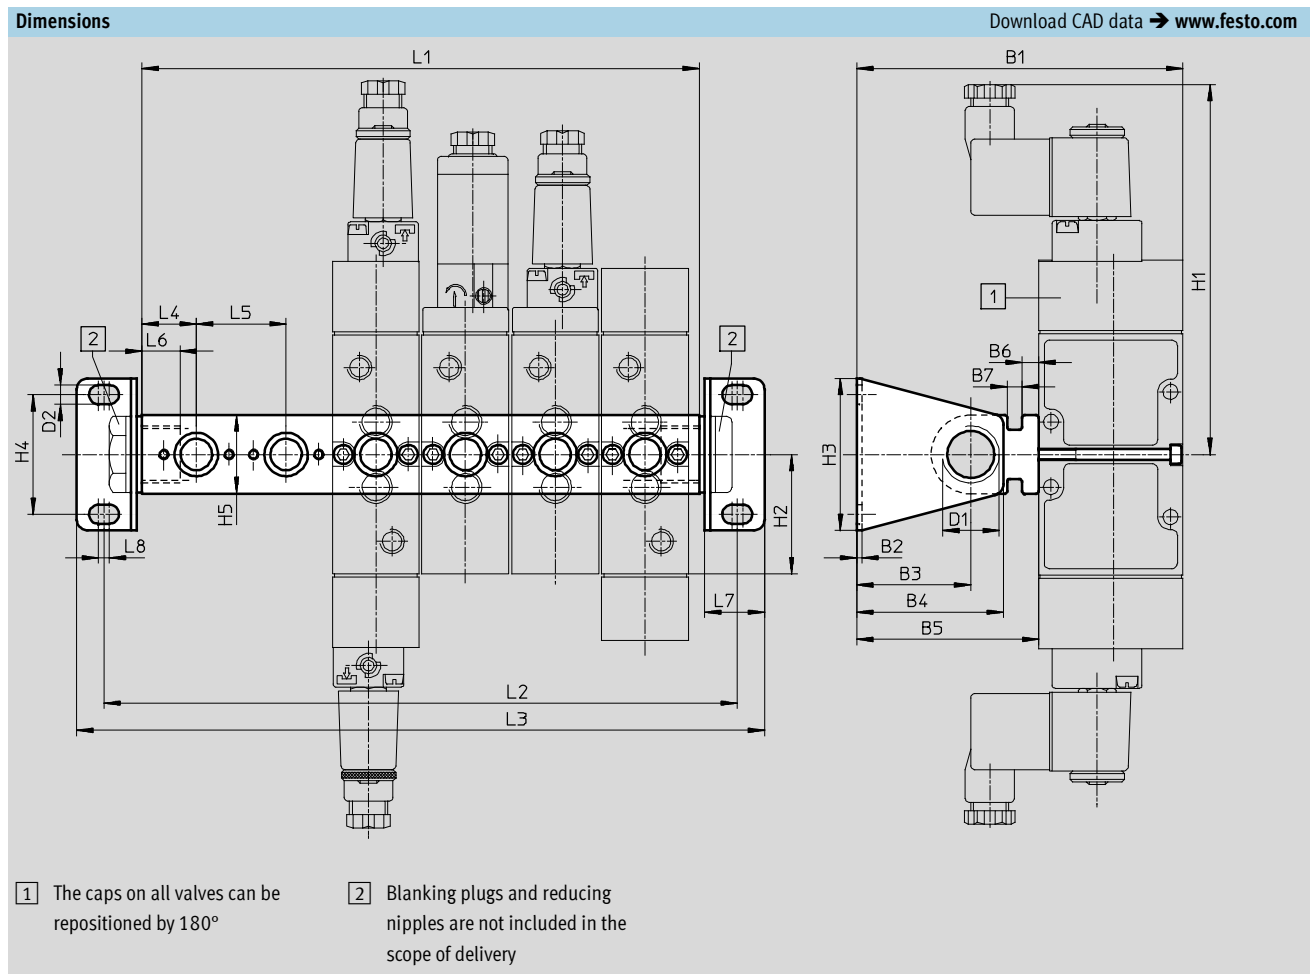 Dimensions
Download CAD data ➔ www.festo.com
L1
B1
H1
1
L4
L5
L6
2
2
B6
B7
D2
H4
H5
H3
H2
D1
L8
B2
B3
L7
B4
B5
L2
L3
1 The caps on all valves can be
repositioned by 180°
2 Blanking plugs and reducing
nipples are not included in the
scope of delivery